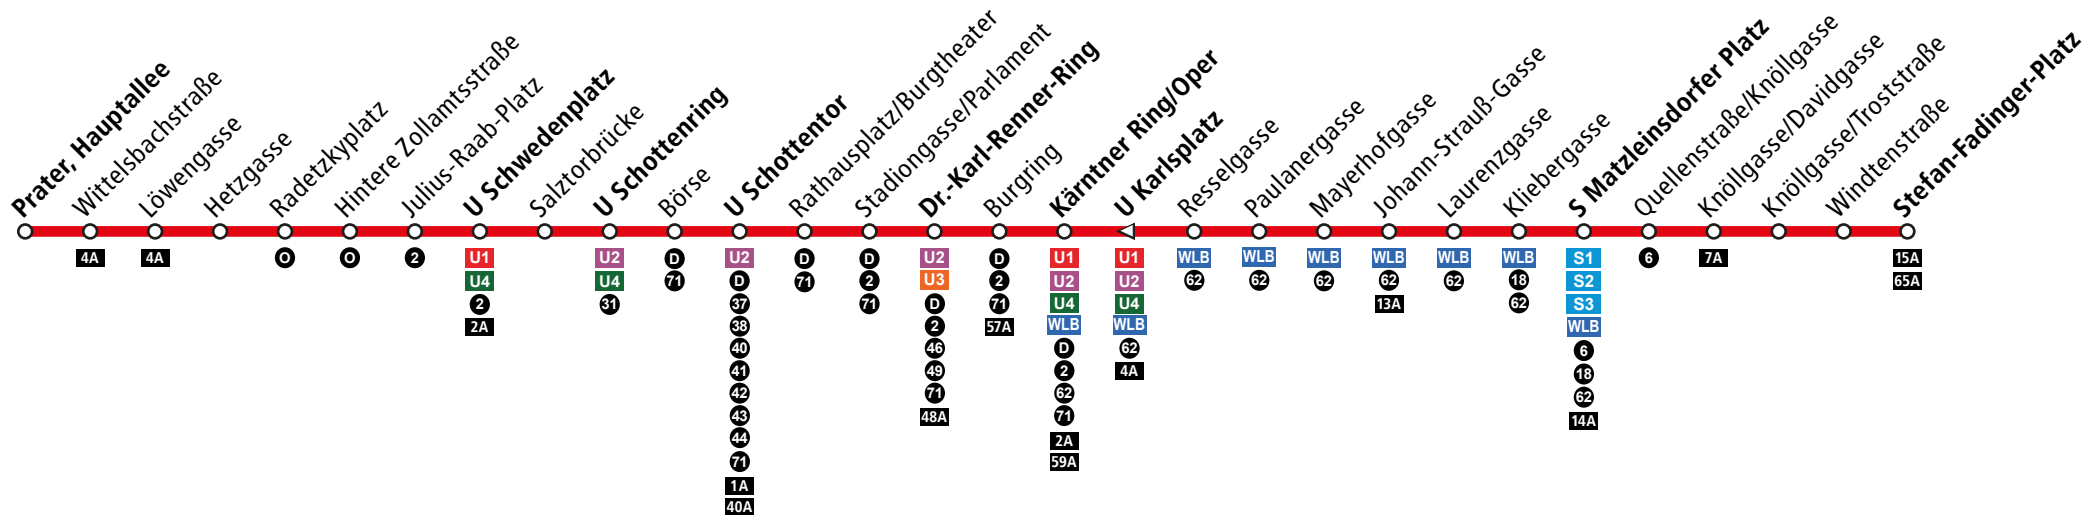 Prater, Hauptallee
Wittelsbachstraße
Löwengasse
Hetzgasse
Radetzkyplatz
Hintere Zollamtsstraße
Julius-Raab-Platz
U Schwedenplatz
Salztorbrücke
U Schottenring
Börse
U Schottentor
Rathausplatz/Burgtheater
Stadiongasse/Parlament
Dr.-Karl-Renner-Ring
Burgring
Kärntner Ring/Oper
U Karlsplatz
Resselgasse
Paulanergasse
Mayerhofgasse
Johann-Strauß-Gasse
Laurenzgasse
Kliebergasse
S Matzleinsdorfer Platz
Quellenstraße/Knöllgasse
Knöllgasse/Davidgasse
Knöllgasse/Troststraße
Windtenstraße
Stefan-Fadinger-Platz
4A
4A
O
O
2
U1
U4
2
2A
U2
U4
31
D
71
U2
D
37
38
40
41
42
43
44
71
1A
40A
D
71
D
2
71
U2
U3
D
2
46
49
71
48A
D
2
71
57A
U1
U2
U4
WLB
D
2
62
71
2A
59A
U1
U2
U4
WLB
62
4A
WLB
62
WLB
62
WLB
62
WLB
62
13A
WLB
62
WLB
18
62
S1
S2
S3
WLB
6
18
62
14A
6
7A
15A
65A